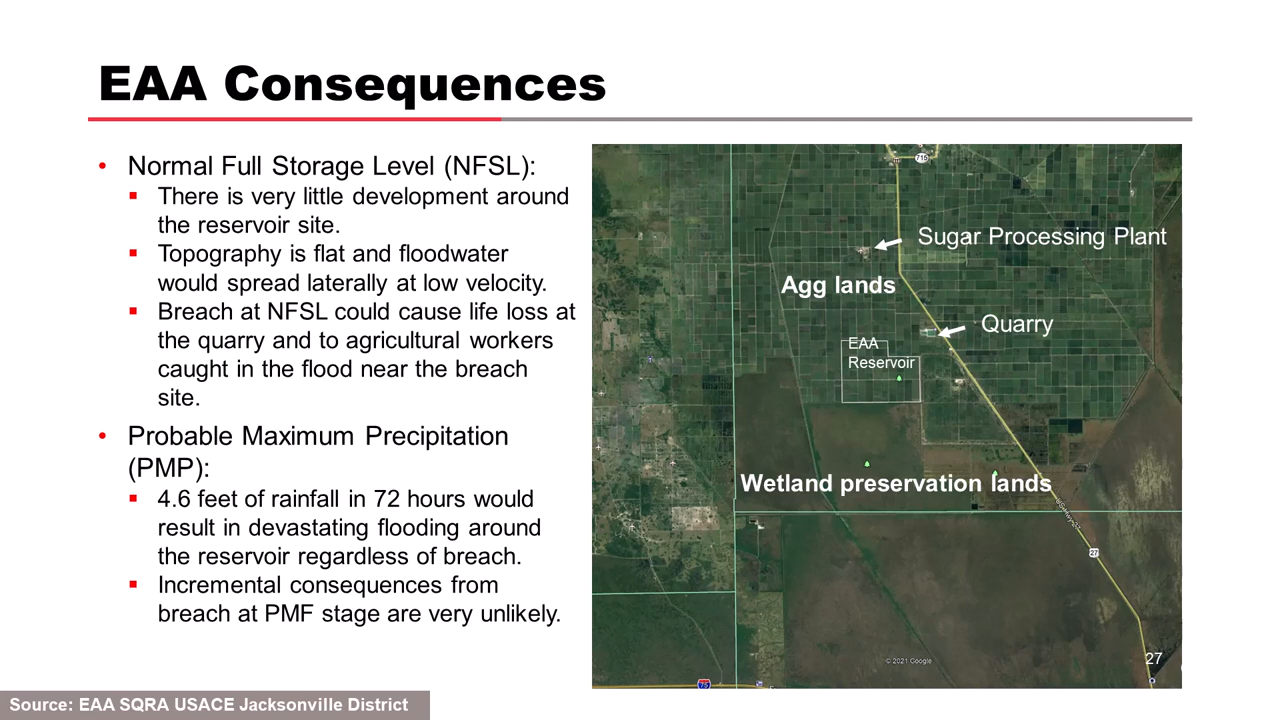 EAA Consequences
• Normal Full Storage Level (NFSL):
▪ There is very little development around
the reservoir site.
▪ Topography is flat and floodwater
would spread laterally at low velocity.
▪ Breach at NFSL could cause life loss at
the quarry and to agricultural workers
caught in the flood near the breach
site.
• Probable Maximum Precipitation
(PMP):
▪ 4.6 feet of rainfall in 72 hours would
result in devastating flooding around
the reservoir regardless of breach.
▪ Incremental consequences from
breach at PMF stage are very unlikely.
715
Sugar Processing Plant
Agg lands
Quarry
EAA
Reservoir
Wetland preservation lands
27
© 2021 Google
27
75
Source: EAA SQRA USACE Jacksonville District